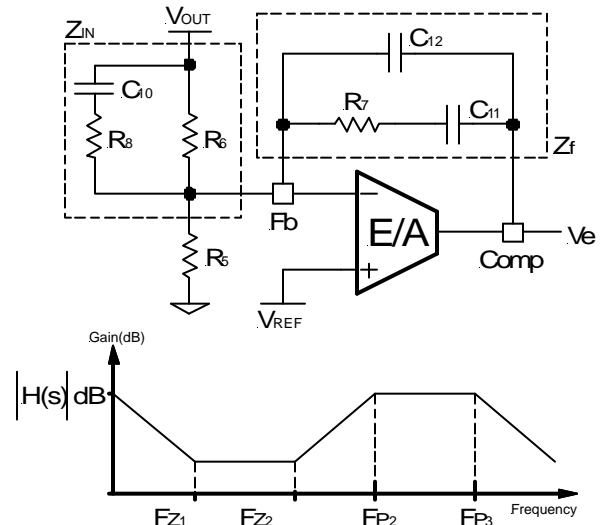 VOUT
ZIN
C10
R8
R6
R5
C12
R7
C11
Zf
Fb
E/A
Comp
Ve
VREF
Gain(dB)
|H(s)| dB
FZ1
FZ2
FP2
FP3
Frequency